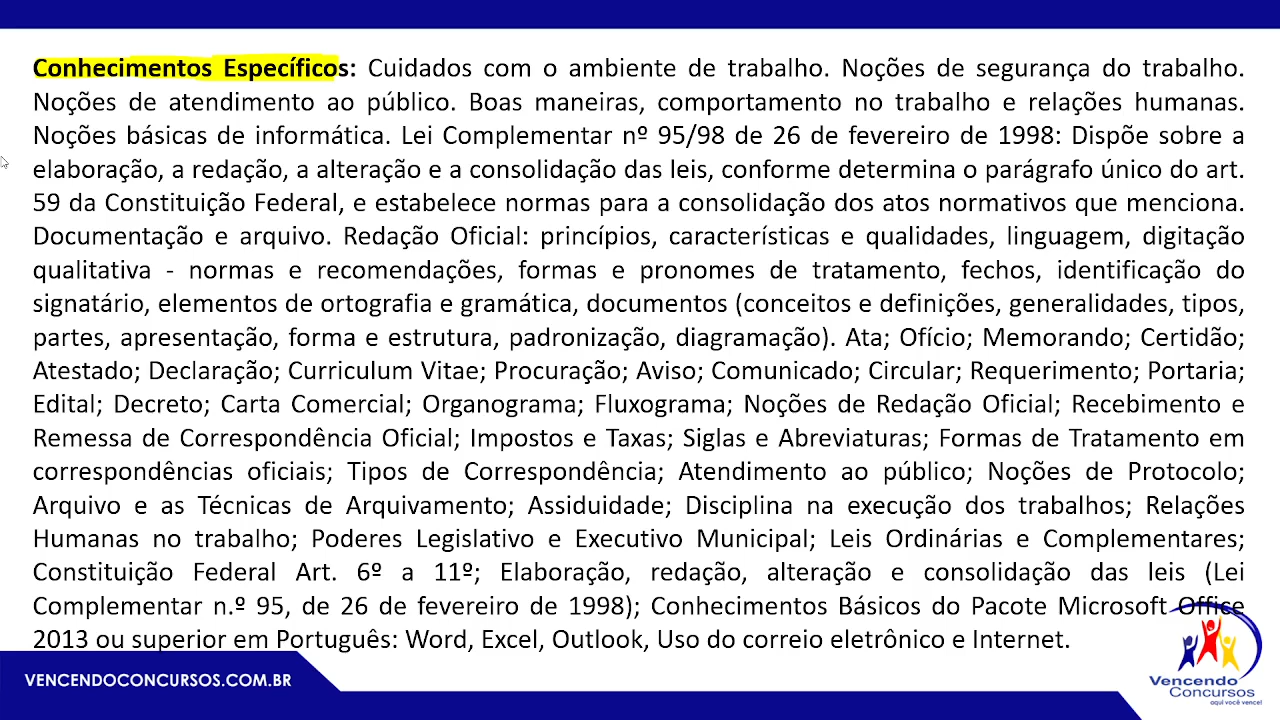 Conhecimentos Específicos: Cuidados com o ambiente de trabalho. Noções de segurança do trabalho.
Noções de atendimento ao público. Boas maneiras, comportamento no trabalho e relações humanas.
Noções básicas de informática. Lei Complementar nº 95/98 de 26 de fevereiro de 1998: Dispõe sobre a
elaboração, a redação, a alteração e a consolidação das leis, conforme determina o parágrafo único do art.
59 da Constituição Federal, e estabelece normas para a consolidação dos atos normativos que menciona.
Documentação e arquivo. Redação Oficial: princípios, características e qualidades, linguagem, digitação
qualitativa - normas e recomendações, formas e pronomes de tratamento, fechos, identificação do
signatário, elementos de ortografia e gramática, documentos (conceitos e definições, generalidades, tipos,
partes, apresentação, forma e estrutura, padronização, diagramação). Ata; Ofício; Memorando; Certidão;
Atestado; Declaração; Curriculum Vitae; Procuração; Aviso; Comunicado; Circular; Requerimento; Portaria;
Edital; Decreto; Carta Comercial; Organograma; Fluxograma; Noções de Redação Oficial; Recebimento e
Remessa de Correspondência Oficial; Impostos e Taxas; Siglas e Abreviaturas; Formas de Tratamento em
correspondências oficiais; Tipos de Correspondência; Atendimento ao público; Noções de Protocolo;
Arquivo e as Técnicas de Arquivamento; Assiduidade; Disciplina na execução dos trabalhos; Relações
Humanas no trabalho; Poderes Legislativo e Executivo Municipal; Leis Ordinárias e Complementares;
Constituição Federal Art. 6º a 11º; Elaboração, redação, alteração e consolidação das leis (Lei
Complementar n.º 95, de 26 de fevereiro de 1998); Conhecimentos Básicos do Pacote Microsoft Office
2013 ou superior em Português: Word, Excel, Outlook, Uso do correio eletrônico e Internet.
VENCENDOCONCURSOS.COM.BR
Vencendo
Concursos
aqui você vence!